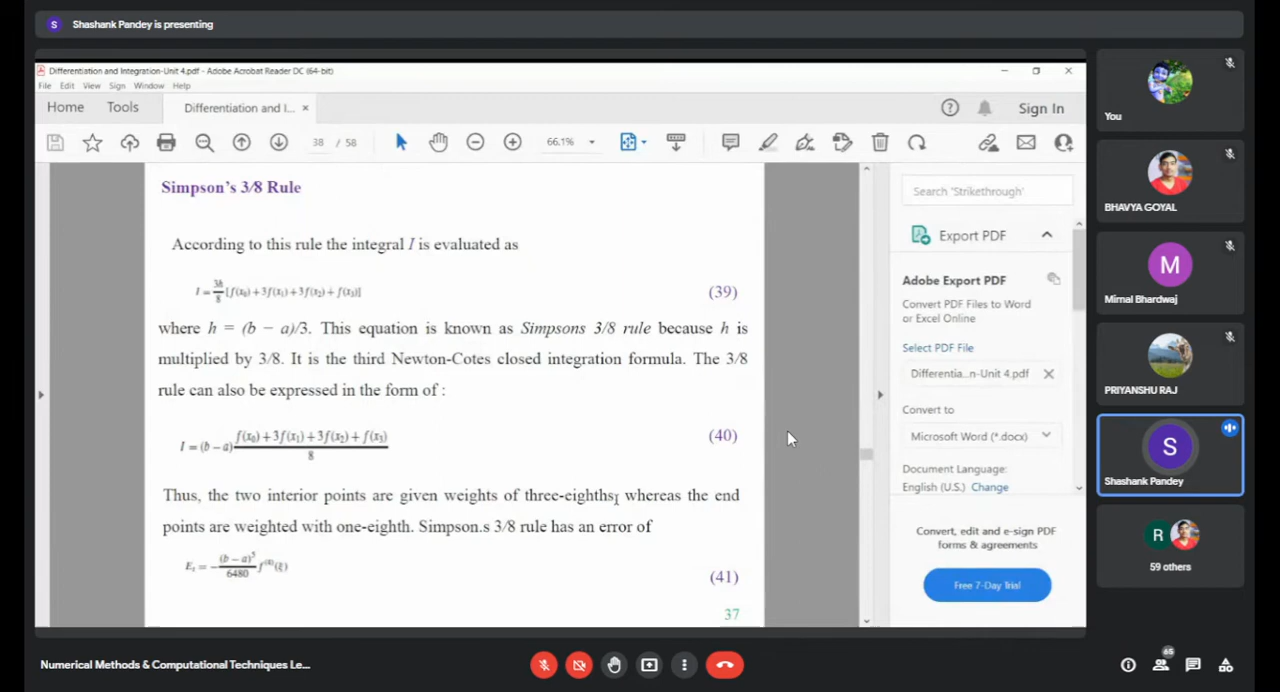 S Shashank Pandey is presenting
Differentiation and Integration-Unit 4.pdf - Adobe Acrobat Reader DC (64-bit)
File Edit View Sign Window Help
Home Tools Differentiation and I... × Sign In
38 / 58 66.1%
Simpson's 3/8 Rule
According to this rule the integral I is evaluated as
I = 3h/8 [f(x₀)+3f(x₁)+3f(x₂)+f(x₃)] (39)
where h = (b − a)/3. This equation is known as Simpsons 3/8 rule because h is
multiplied by 3/8. It is the third Newton-Cotes closed integration formula. The 3/8
rule can also be expressed in the form of :
I = (b−a) f(x₀)+3f(x₁)+3f(x₂)+f(x₃)/8 (40)
Thus, the two interior points are given weights of three-eighths, whereas the end
points are weighted with one-eighth. Simpson.s 3/8 rule has an error of
Eₜ = −(b−a)⁵/6480 f⁽⁴⁾(ξ) (41)
37
Search 'Strikethrough'
Export PDF
Adobe Export PDF
Convert PDF Files to Word
or Excel Online
Select PDF File
Differentia...n-Unit 4.pdf ×
Convert to
Microsoft Word (*.docx)
Document Language:
English (U.S.) Change
Convert, edit and e-sign PDF
forms & agreements
Free 7-Day Trial
You
BHAVYA GOYAL
M
Mimal Bhardwaj
PRIYANSHU RAJ
S
Shashank Pandey
R
59 others
Numerical Methods & Computational Techniques Le...
65